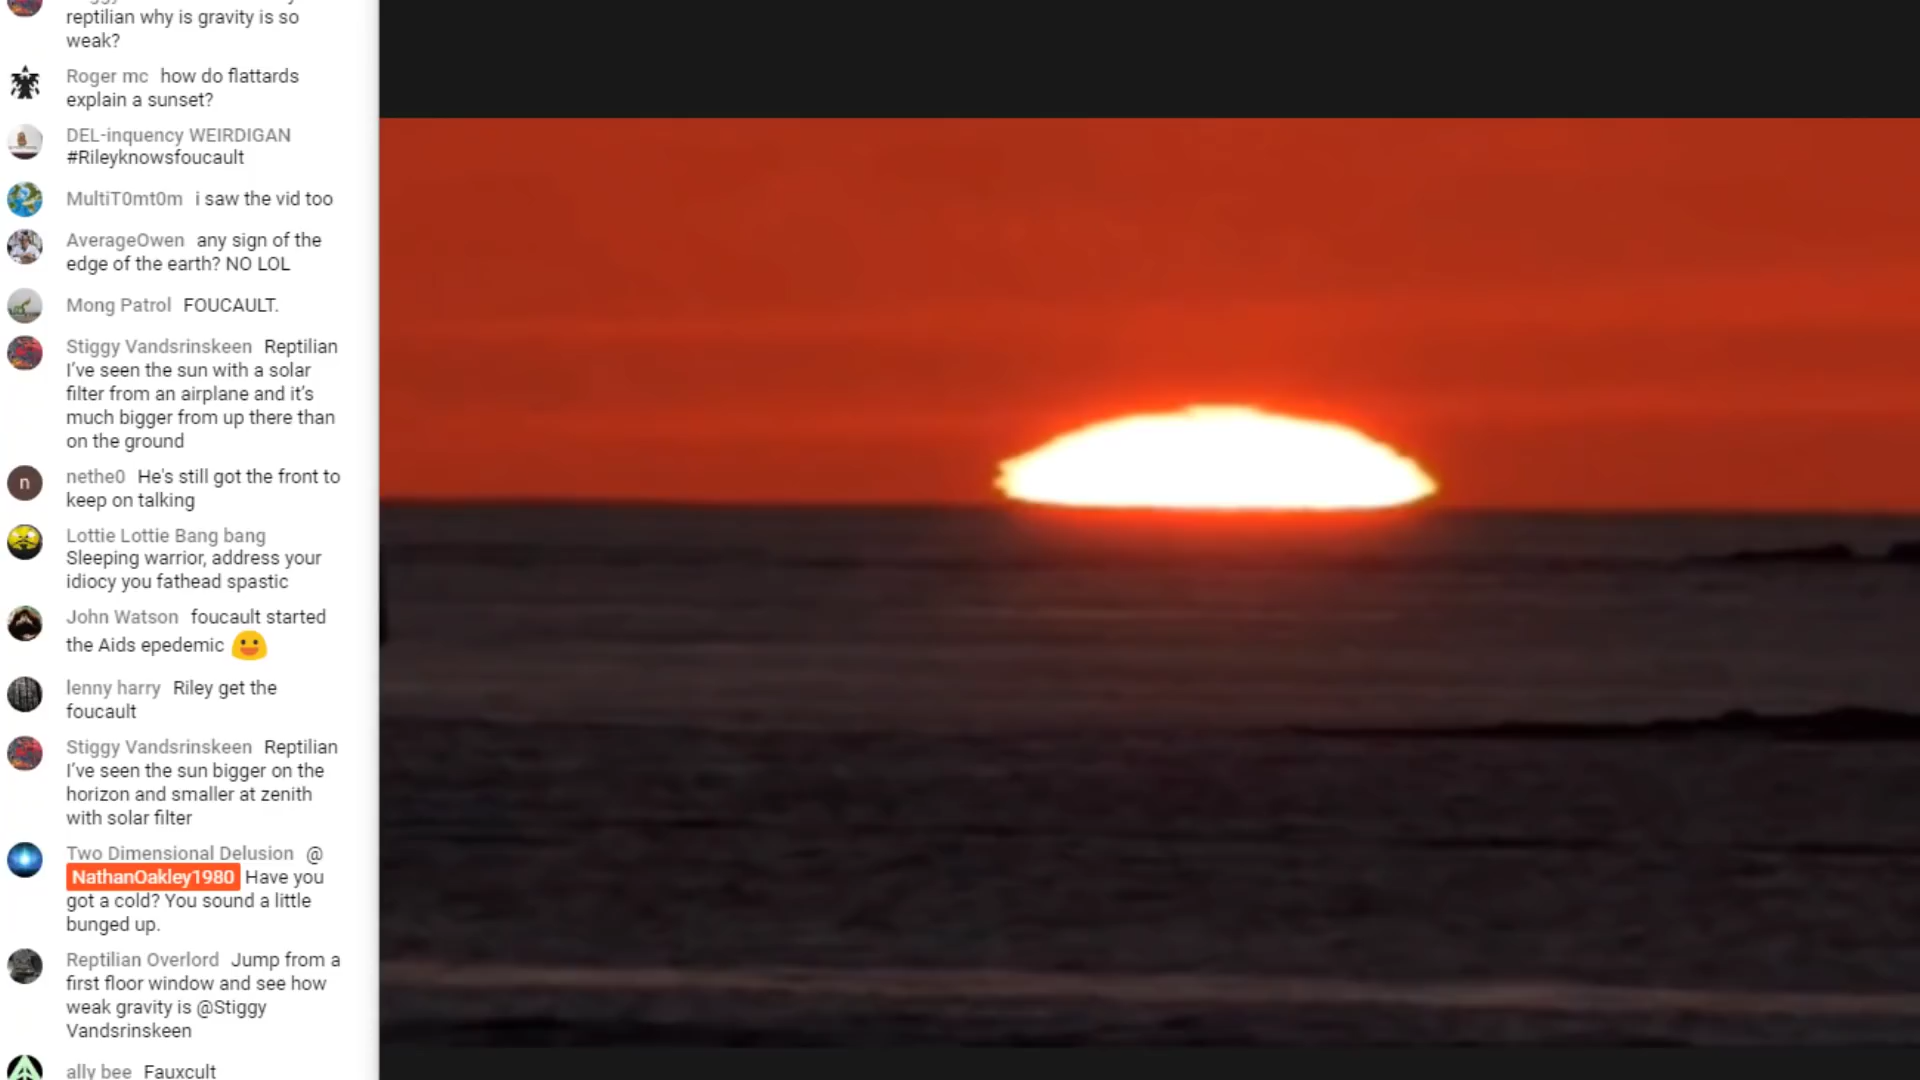 reptilian why is gravity is so
weak?
Roger mc how do flattards
explain a sunset?
DEL-inquency WEIRDIGAN
#Rileyknowsfoucault
MultiT0mt0m i saw the vid too
AverageOwen any sign of the
edge of the earth? NO LOL
Mong Patrol FOUCAULT.
Stiggy Vandsrinskeen Reptilian
I’ve seen the sun with a solar
filter from an airplane and it’s
much bigger from up there than
on the ground
n
nethe0 He's still got the front to
keep on talking
Lottie Lottie Bang bang
Sleeping warrior, address your
idiocy you fathead spastic
John Watson foucault started
the Aids epedemic
lenny harry Riley get the
foucault
Stiggy Vandsrinskeen Reptilian
I’ve seen the sun bigger on the
horizon and smaller at zenith
with solar filter
Two Dimensional Delusion @
NathanOakley1980 Have you
got a cold? You sound a little
bunged up.
Reptilian Overlord Jump from a
first floor window and see how
weak gravity is @Stiggy
Vandsrinskeen
ally bee Fauxcult